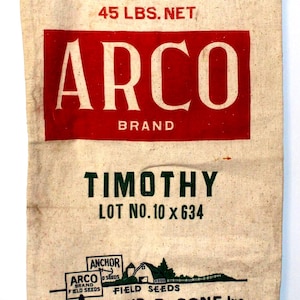 45 LBS. NET
ARCO
BRAND
TIMOTHY
LOT NO. 10 x 634
ANCHOR
ARCO
BRAND
FIELD SEEDS
FIELD SEEDS